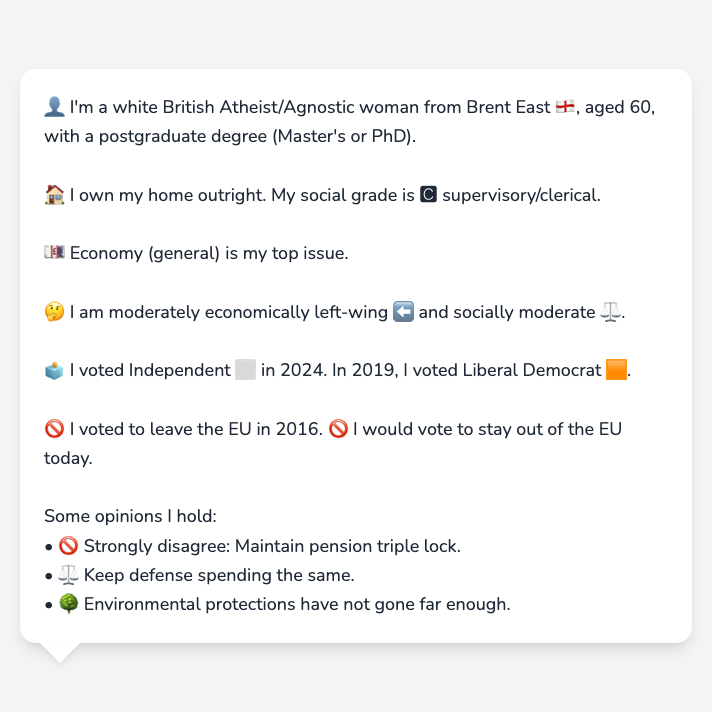 👤 I'm a white British Atheist/Agnostic woman from Brent East 🏴󠁧󠁢󠁥󠁮󠁧󠁿, aged 60,
with a postgraduate degree (Master's or PhD).
🏠 I own my home outright. My social grade is 🅲 supervisory/clerical.
💷 Economy (general) is my top issue.
🤔 I am moderately economically left-wing ⬅️ and socially moderate ⚖️.
🗳️ I voted Independent ⬜ in 2024. In 2019, I voted Liberal Democrat 🟧.
🚫 I voted to leave the EU in 2016. 🚫 I would vote to stay out of the EU
today.
Some opinions I hold:
• 🚫 Strongly disagree: Maintain pension triple lock.
• ⚖️ Keep defense spending the same.
• 🌳 Environmental protections have not gone far enough.